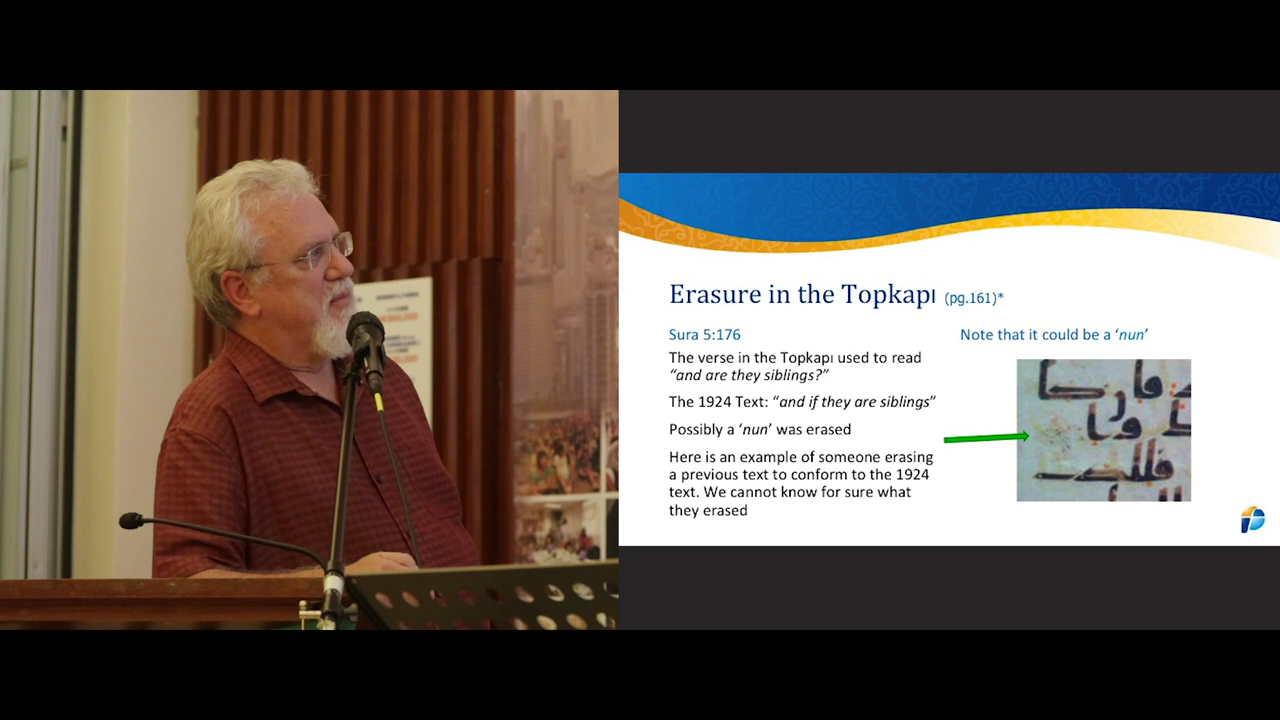 Erasure in the Topkapı (pg.161)*
Sura 5:176
The verse in the Topkapı used to read
“and are they siblings?”
The 1924 Text: “and if they are siblings”
Possibly a ‘nun’ was erased
Here is an example of someone erasing
a previous text to conform to the 1924
text. We cannot know for sure what
they erased
Note that it could be a ‘nun’